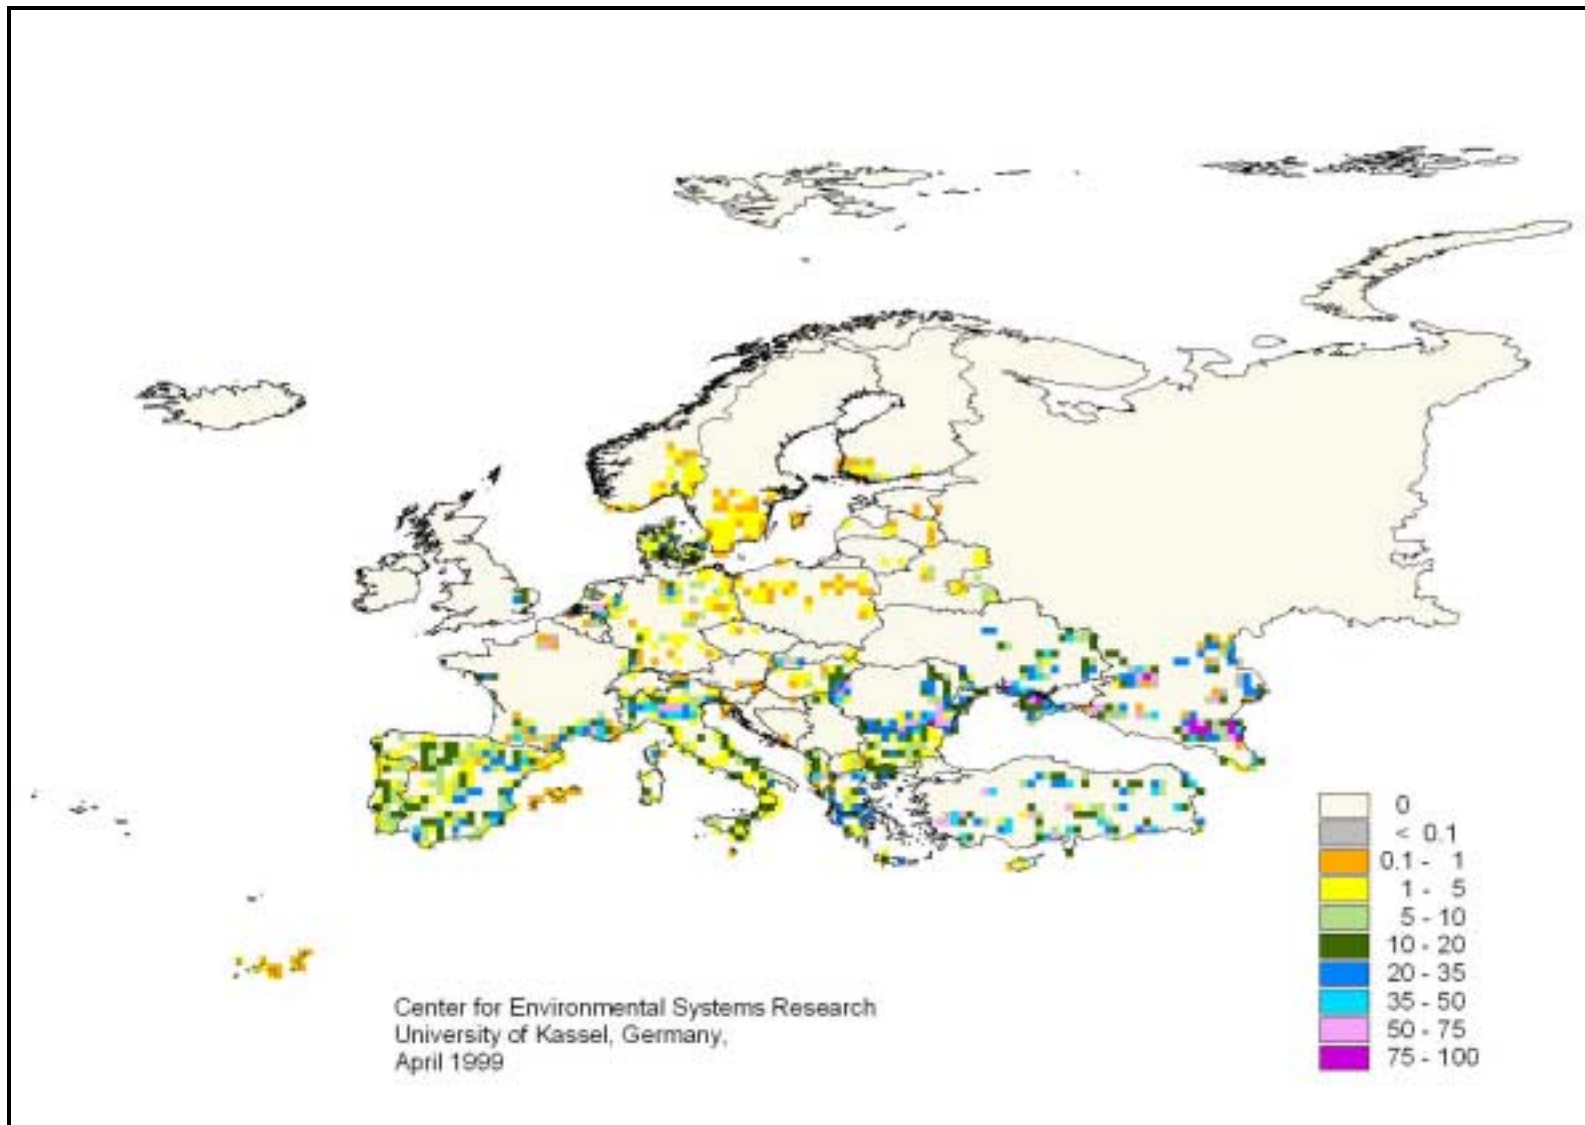 0
< 0.1
0.1 - 1
1 - 5
5 - 10
10 - 20
20 - 35
35 - 50
50 - 75
75 - 100
Center for Environmental Systems Research
University of Kassel, Germany,
April 1999